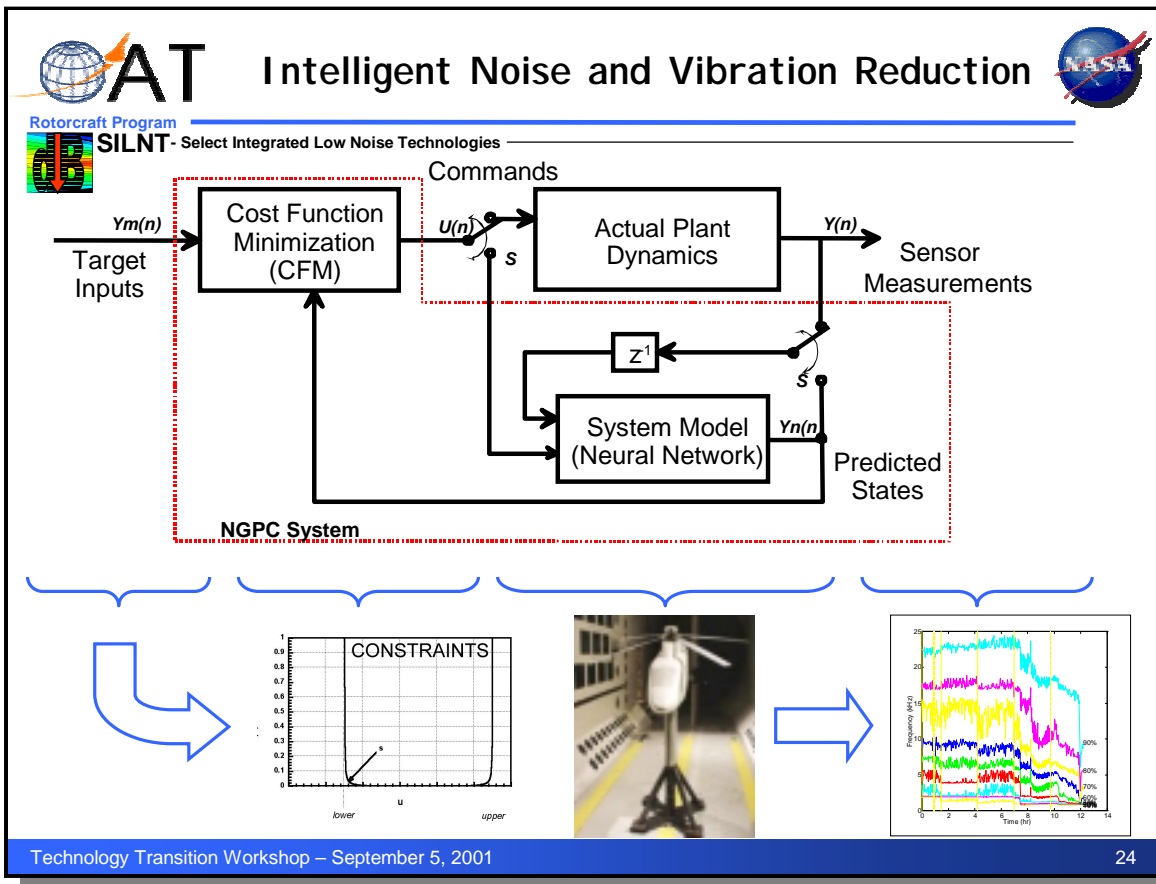 AT
Intelligent Noise and Vibration Reduction
NASA
Rotorcraft Program
dB
SILNT - Select Integrated Low Noise Technologies
Commands
Ym(n)
Cost Function
Minimization
(CFM)
U(n)
S
Actual Plant
Dynamics
Y(n)
Target
Inputs
Sensor
Measurements
z-1
S
System Model
(Neural Network)
Yn(n
Predicted
States
NGPC System
CONSTRAINTS
1
0.9
0.8
0.7
0.6
0.5
0.4
0.3
0.2
0.1
0
s
u
lower
upper
25
20
15
10
5
0
Frequency (kHz)
90%
80%
70%
60%
0 2 4 6 8 10 12 14
Time (hr)
Technology Transition Workshop – September 5, 2001
24